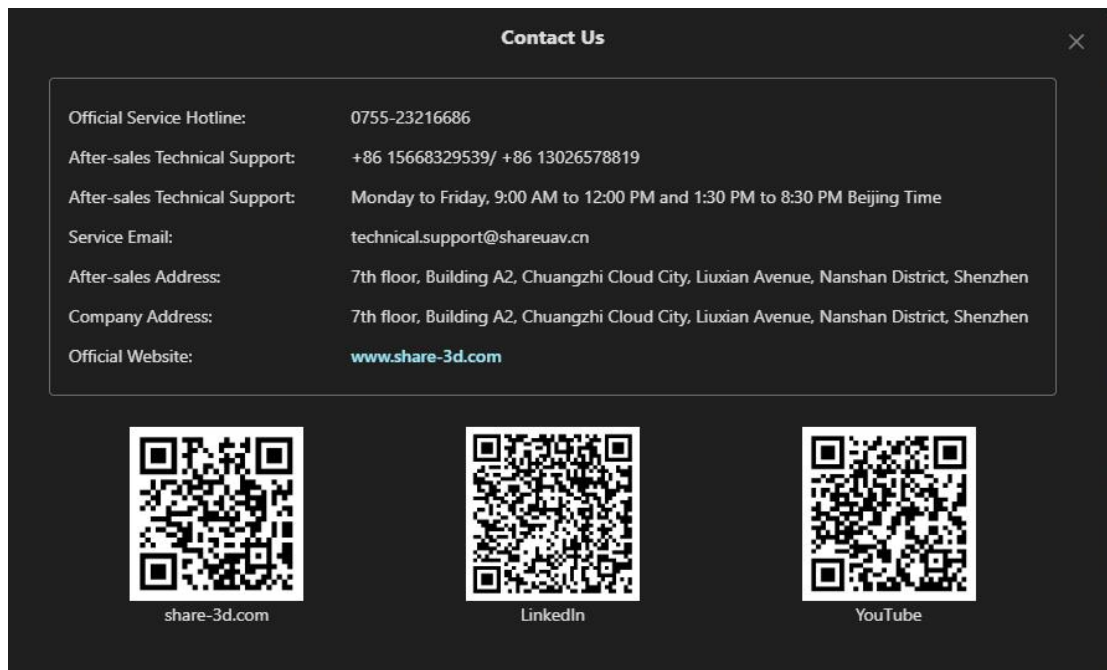 Contact Us
Official Service Hotline: 0755-23216686
After-sales Technical Support: +86 15668329539/ +86 13026578819
After-sales Technical Support: Monday to Friday, 9:00 AM to 12:00 PM and 1:30 PM to 8:30 PM Beijing Time
Service Email: technical.support@shareuav.cn
After-sales Address: 7th floor, Building A2, Chuangzhi Cloud City, Liuxian Avenue, Nanshan District, Shenzhen
Company Address: 7th floor, Building A2, Chuangzhi Cloud City, Liuxian Avenue, Nanshan District, Shenzhen
Official Website: www.share-3d.com
share-3d.com LinkedIn YouTube